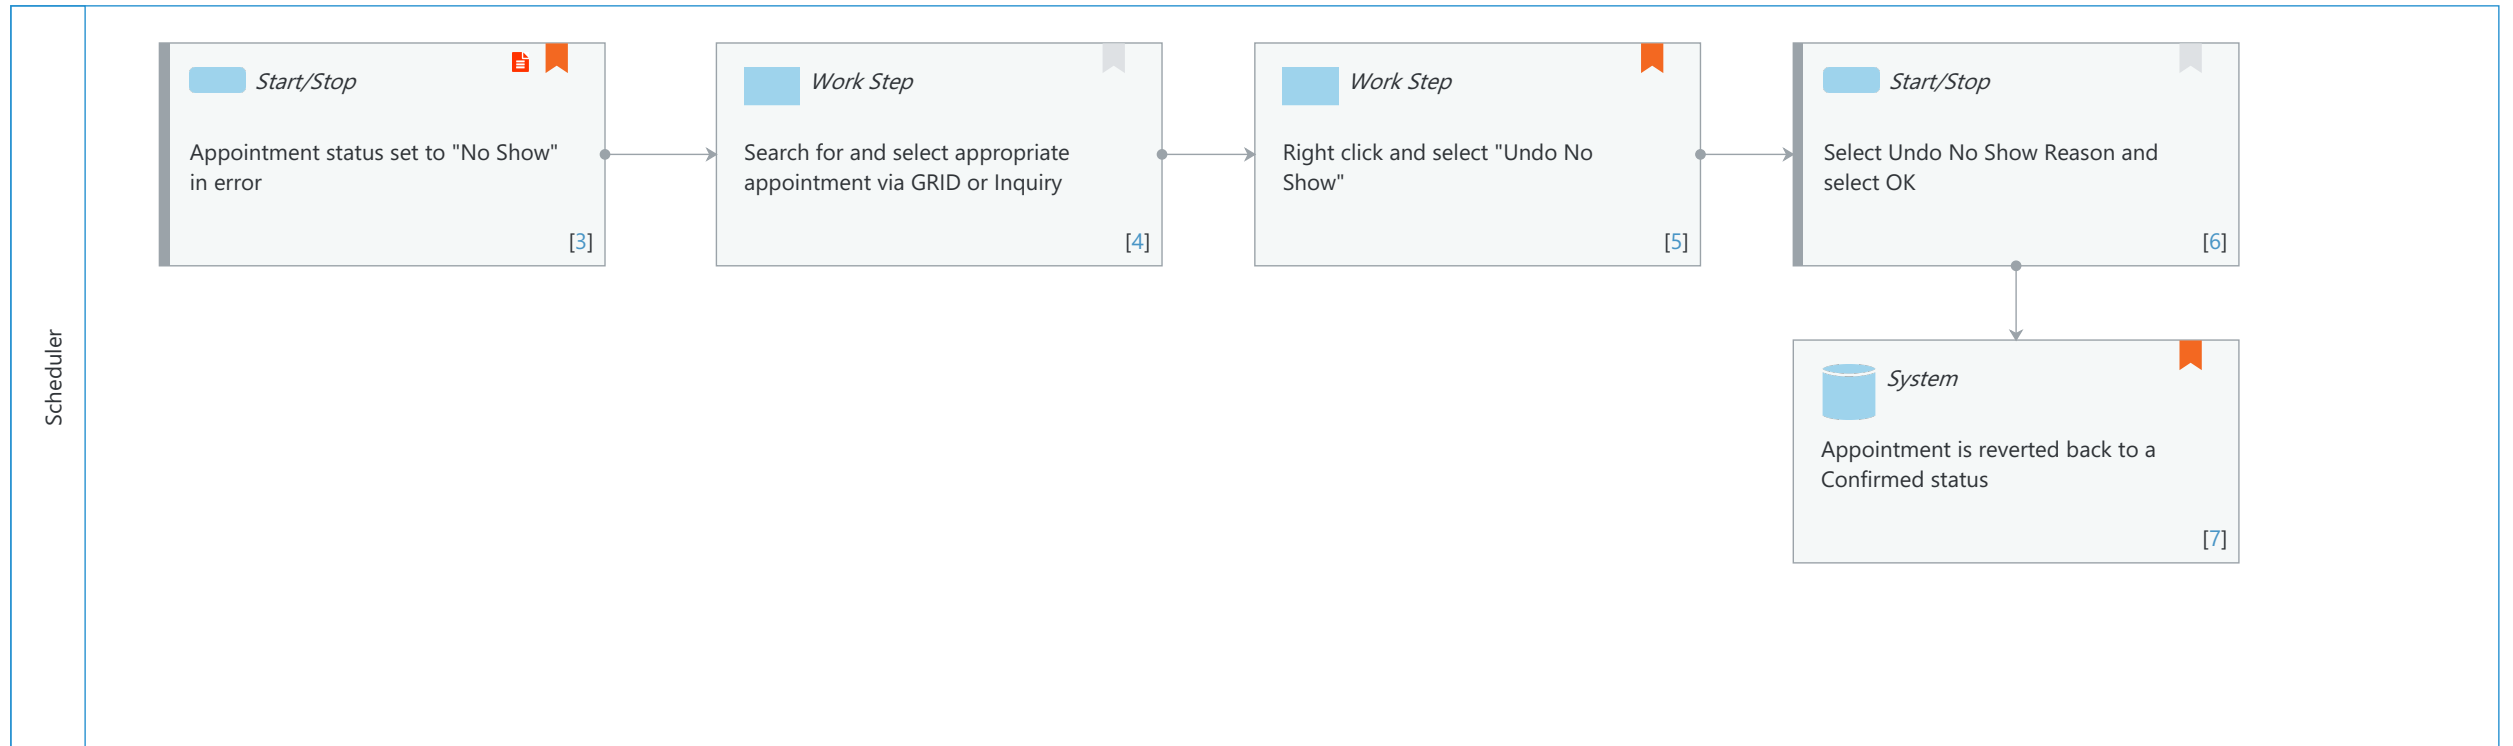 Scheduler
Start/Stop
Appointment status set to "No Show"
in error
[3]
Work Step
Search for and select appropriate
appointment via GRID or Inquiry
[4]
Work Step
Right click and select "Undo No
Show"
[5]
Start/Stop
Select Undo No Show Reason and
select OK
[6]
System
Appointment is reverted back to a
Confirmed status
[7]